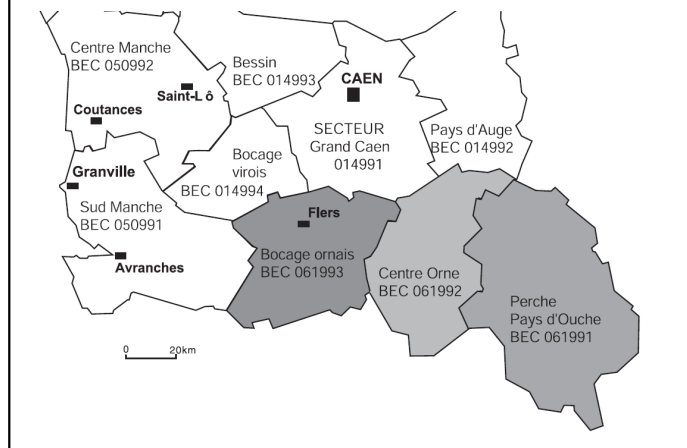 Centre Manche
BEC 050992
Bessin
BEC 014993
CAEN
Saint-L ô
Coutances
SECTEUR
Grand Caen
014991
Pays d'Auge
BEC 014992
Bocage
virois
BEC 014994
Granville
Sud Manche
BEC 050991
Flers
Avranches
Bocage ornais
BEC 061993
Centre Orne
BEC 061992
Perche
Pays d'Ouche
BEC 061991
0 20km